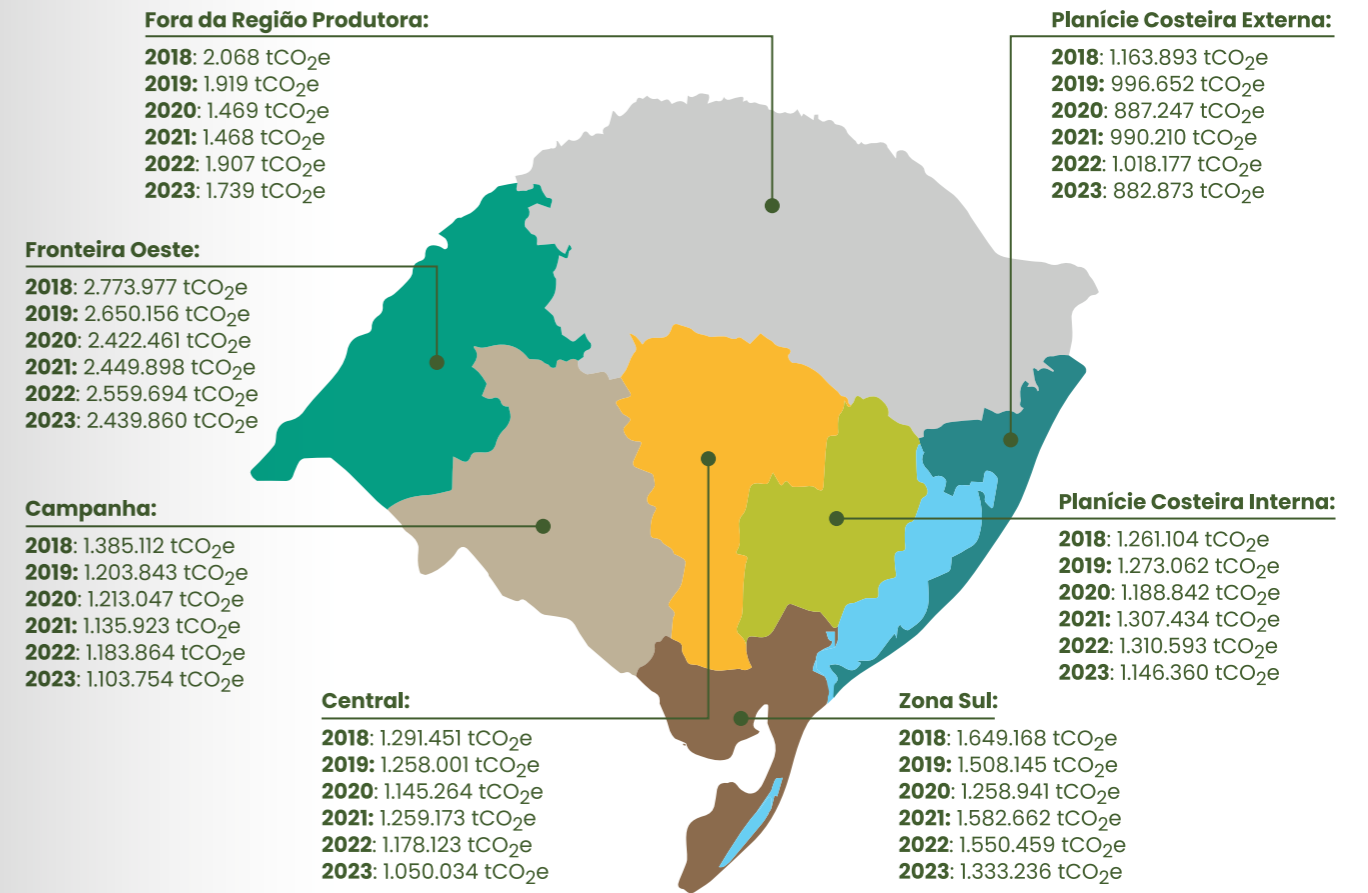 Fora da Região Produtora:
2018: 2.068 tCO₂e
2019: 1.919 tCO₂e
2020: 1.469 tCO₂e
2021: 1.468 tCO₂e
2022: 1.907 tCO₂e
2023: 1.739 tCO₂e
Planície Costeira Externa:
2018: 1.163.893 tCO₂e
2019: 996.652 tCO₂e
2020: 887.247 tCO₂e
2021: 990.210 tCO₂e
2022: 1.018.177 tCO₂e
2023: 882.873 tCO₂e
Fronteira Oeste:
2018: 2.773.977 tCO₂e
2019: 2.650.156 tCO₂e
2020: 2.422.461 tCO₂e
2021: 2.449.898 tCO₂e
2022: 2.559.694 tCO₂e
2023: 2.439.860 tCO₂e
Campanha:
2018: 1.385.112 tCO₂e
2019: 1.203.843 tCO₂e
2020: 1.213.047 tCO₂e
2021: 1.135.923 tCO₂e
2022: 1.183.864 tCO₂e
2023: 1.103.754 tCO₂e
Planície Costeira Interna:
2018: 1.261.104 tCO₂e
2019: 1.273.062 tCO₂e
2020: 1.188.842 tCO₂e
2021: 1.307.434 tCO₂e
2022: 1.310.593 tCO₂e
2023: 1.146.360 tCO₂e
Central:
2018: 1.291.451 tCO₂e
2019: 1.258.001 tCO₂e
2020: 1.145.264 tCO₂e
2021: 1.259.173 tCO₂e
2022: 1.178.123 tCO₂e
2023: 1.050.034 tCO₂e
Zona Sul:
2018: 1.649.168 tCO₂e
2019: 1.508.145 tCO₂e
2020: 1.258.941 tCO₂e
2021: 1.582.662 tCO₂e
2022: 1.550.459 tCO₂e
2023: 1.333.236 tCO₂e